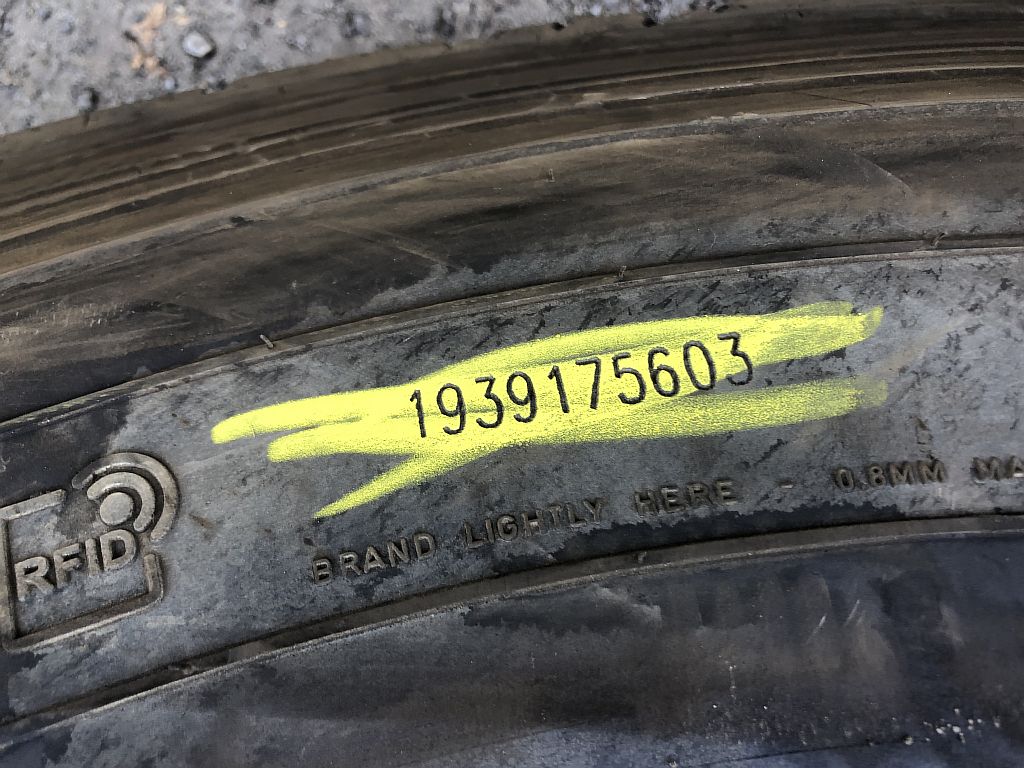 1939175603
BRAND LIGHTLY HERE - 0.8MM
RFID